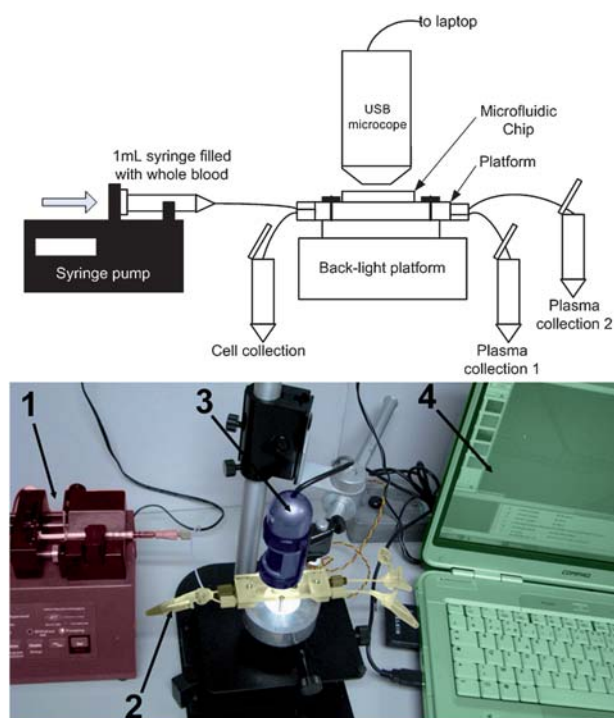 to laptop
USB
microcope
Microfluidic
Chip
Platform
1mL syringe filled
with whole blood
Syringe pump
Back-light platform
Cell collection
Plasma
collection 1
Plasma
collection 2
1
2
3
4
COMPAQ